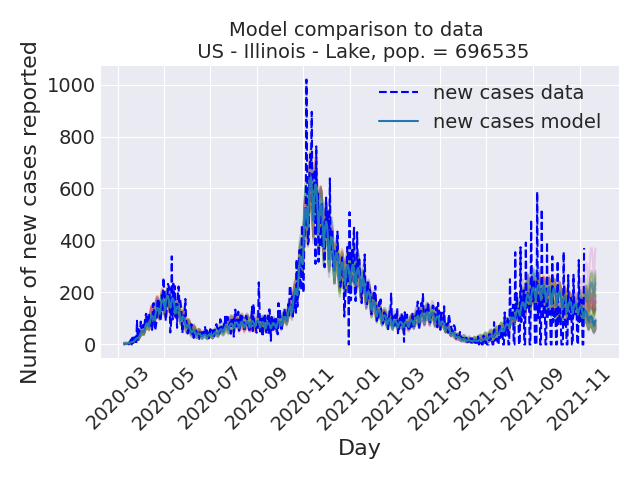 Model comparison to data
US - Illinois - Lake, pop. = 696535
Number of new cases reported
1000
800
600
400
200
0
new cases data
new cases model
2020-03
2020-05
2020-07
2020-09
2020-11
2021-01
2021-03
2021-05
2021-07
2021-09
2021-11
Day